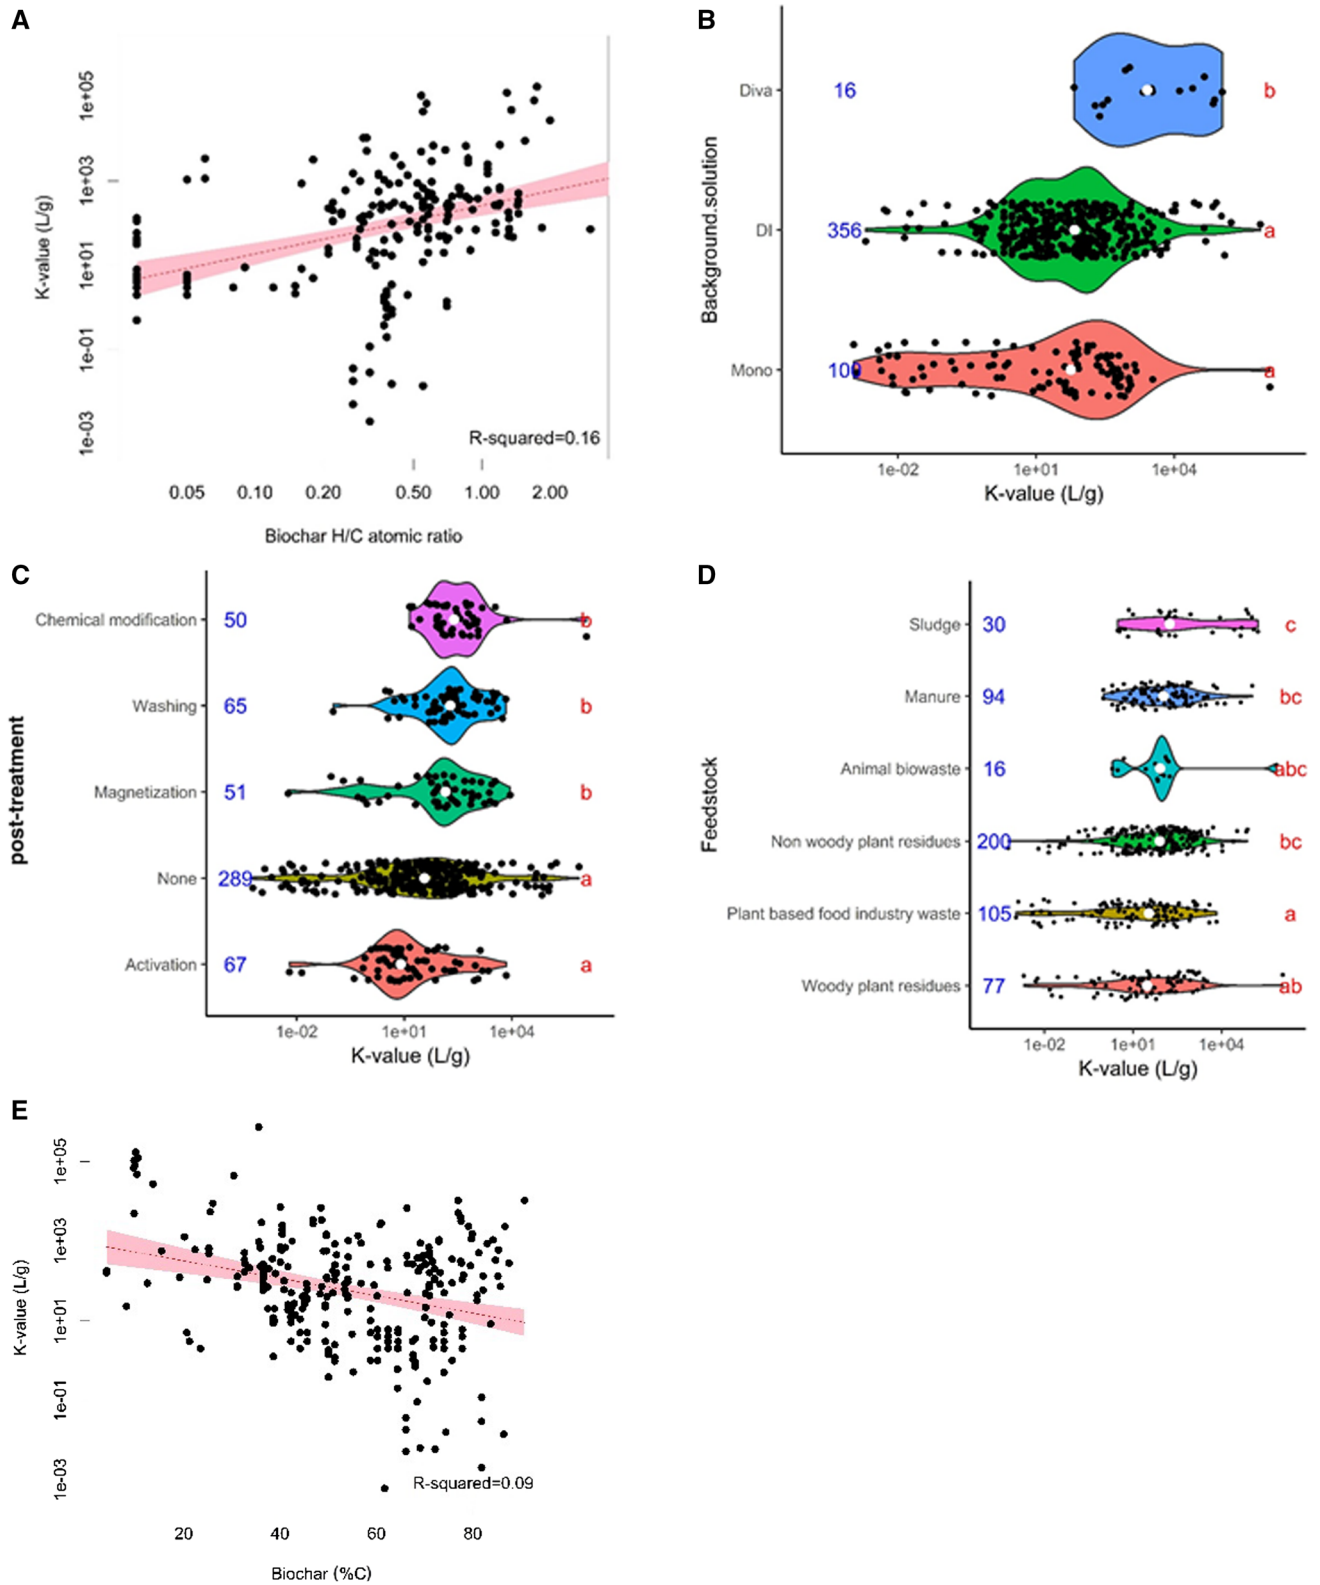 A
1e+05
1e+03
1e+01
1e-01
1e-03
K-value (L/g)
R-squared=0.16
0.05 0.10 0.20 0.50 1.00 2.00
Biochar H/C atomic ratio
B
Background.solution
Diva 16 b
DI 356 a
Mono a
1e-02 1e+01 1e+04
K-value (L/g)
C
post-treatment
Chemical modification 50 b
Washing 65 b
Magnetization 51 b
None 289 a
Activation 67 a
1e-02 1e+01 1e+04
K-value (L/g)
D
Feedstock
Sludge 30 c
Manure 94 bc
Animal biowaste 16 abc
Non woody plant residues 200 bc
Plant based food industry waste 105 a
Woody plant residues 77 ab
1e-02 1e+01 1e+04
K-value (L/g)
E
1e+05
1e+03
1e+01
1e-01
1e-03
K-value (L/g)
R-squared=0.09
20 40 60 80
Biochar (%C)